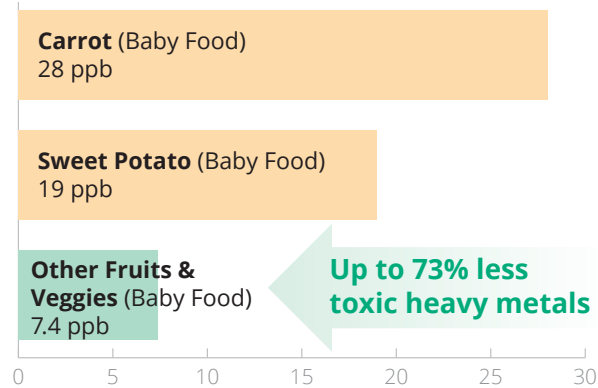 Carrot (Baby Food)
28 ppb
Sweet Potato (Baby Food)
19 ppb
Other Fruits &
Veggies (Baby Food)
7.4 ppb
Up to 73% less
toxic heavy metals
0 5 10 15 20 25 30